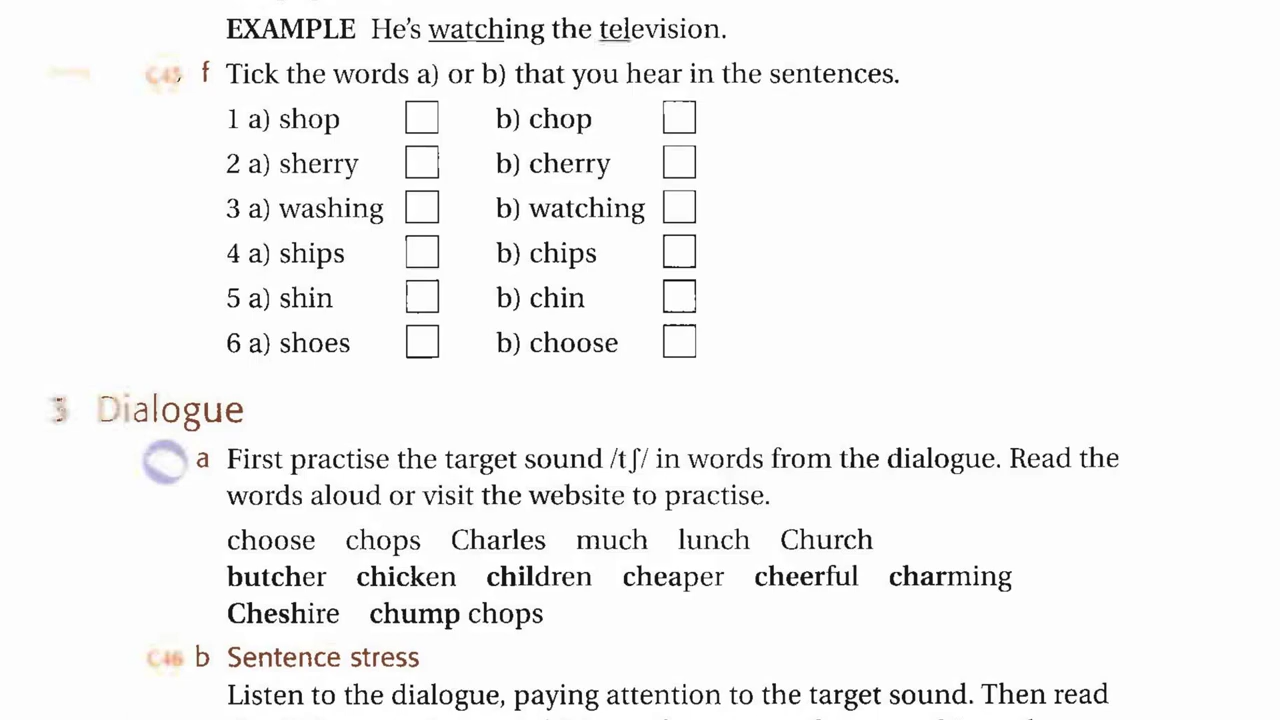 EXAMPLE He's watching the television.
C45 f Tick the words a) or b) that you hear in the sentences.
1 a) shop b) chop
2 a) sherry b) cherry
3 a) washing b) watching
4 a) ships b) chips
5 a) shin b) chin
6 a) shoes b) choose
3 Dialogue
a First practise the target sound /tʃ/ in words from the dialogue. Read the
words aloud or visit the website to practise.
choose chops Charles much lunch Church
butcher chicken children cheaper cheerful charming
Cheshire chump chops
C46 b Sentence stress
Listen to the dialogue, paying attention to the target sound. Then read